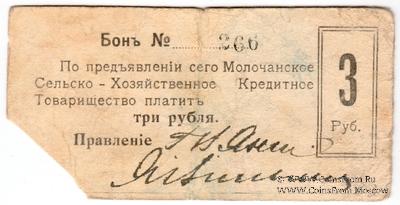 Бонъ № 266
По предъявленіи сего Молочанское
Сельско-Хозяйственное Кредитное
Товарищество платитъ
три рубля.
Правленіе
3
Руб.
www.CoinsFrom.Ru